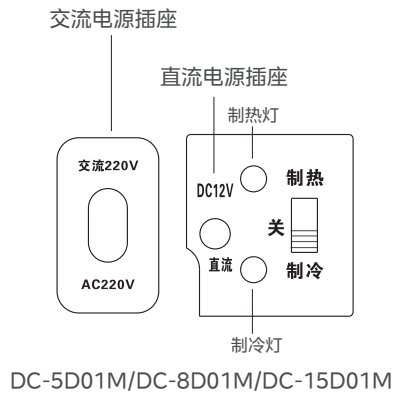 交流电源插座
直流电源插座
制热灯
交流220V
DC12V
制热
关
直流
制冷
AC220V
制冷灯
DC-5D01M/DC-8D01M/DC-15D01M